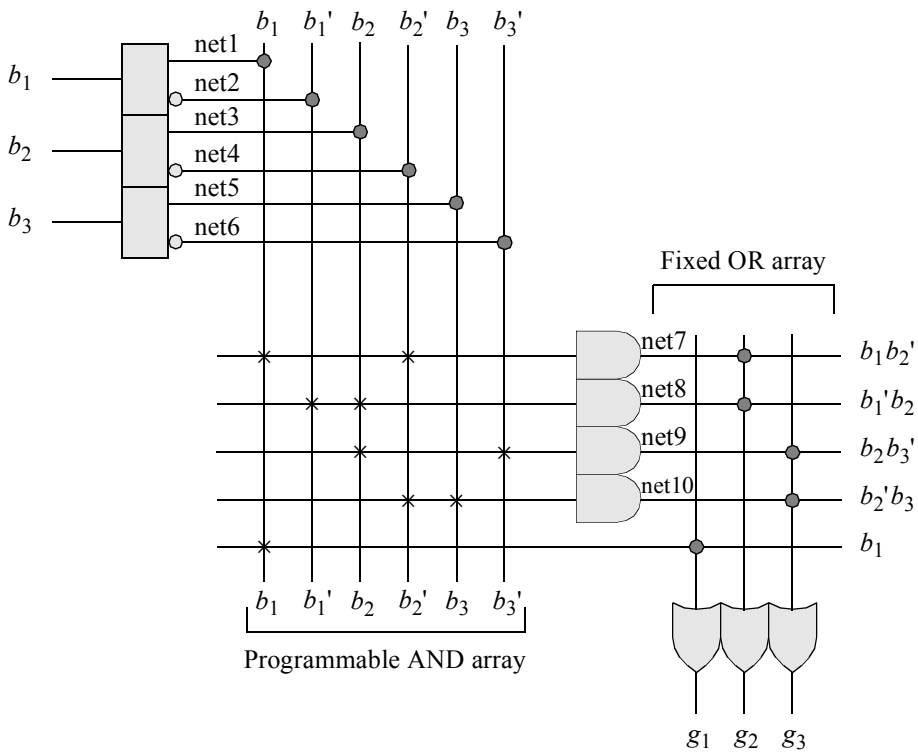 b₁ b₁' b₂ b₂' b₃ b₃'
net1
b₁
net2
net3
b₂
net4
net5
b₃
net6
Fixed OR array
net7 b₁b₂'
net8 b₁'b₂
net9 b₂b₃'
net10 b₂'b₃
b₁
b₁ b₁' b₂ b₂' b₃ b₃'
Programmable AND array
g₁ g₂ g₃